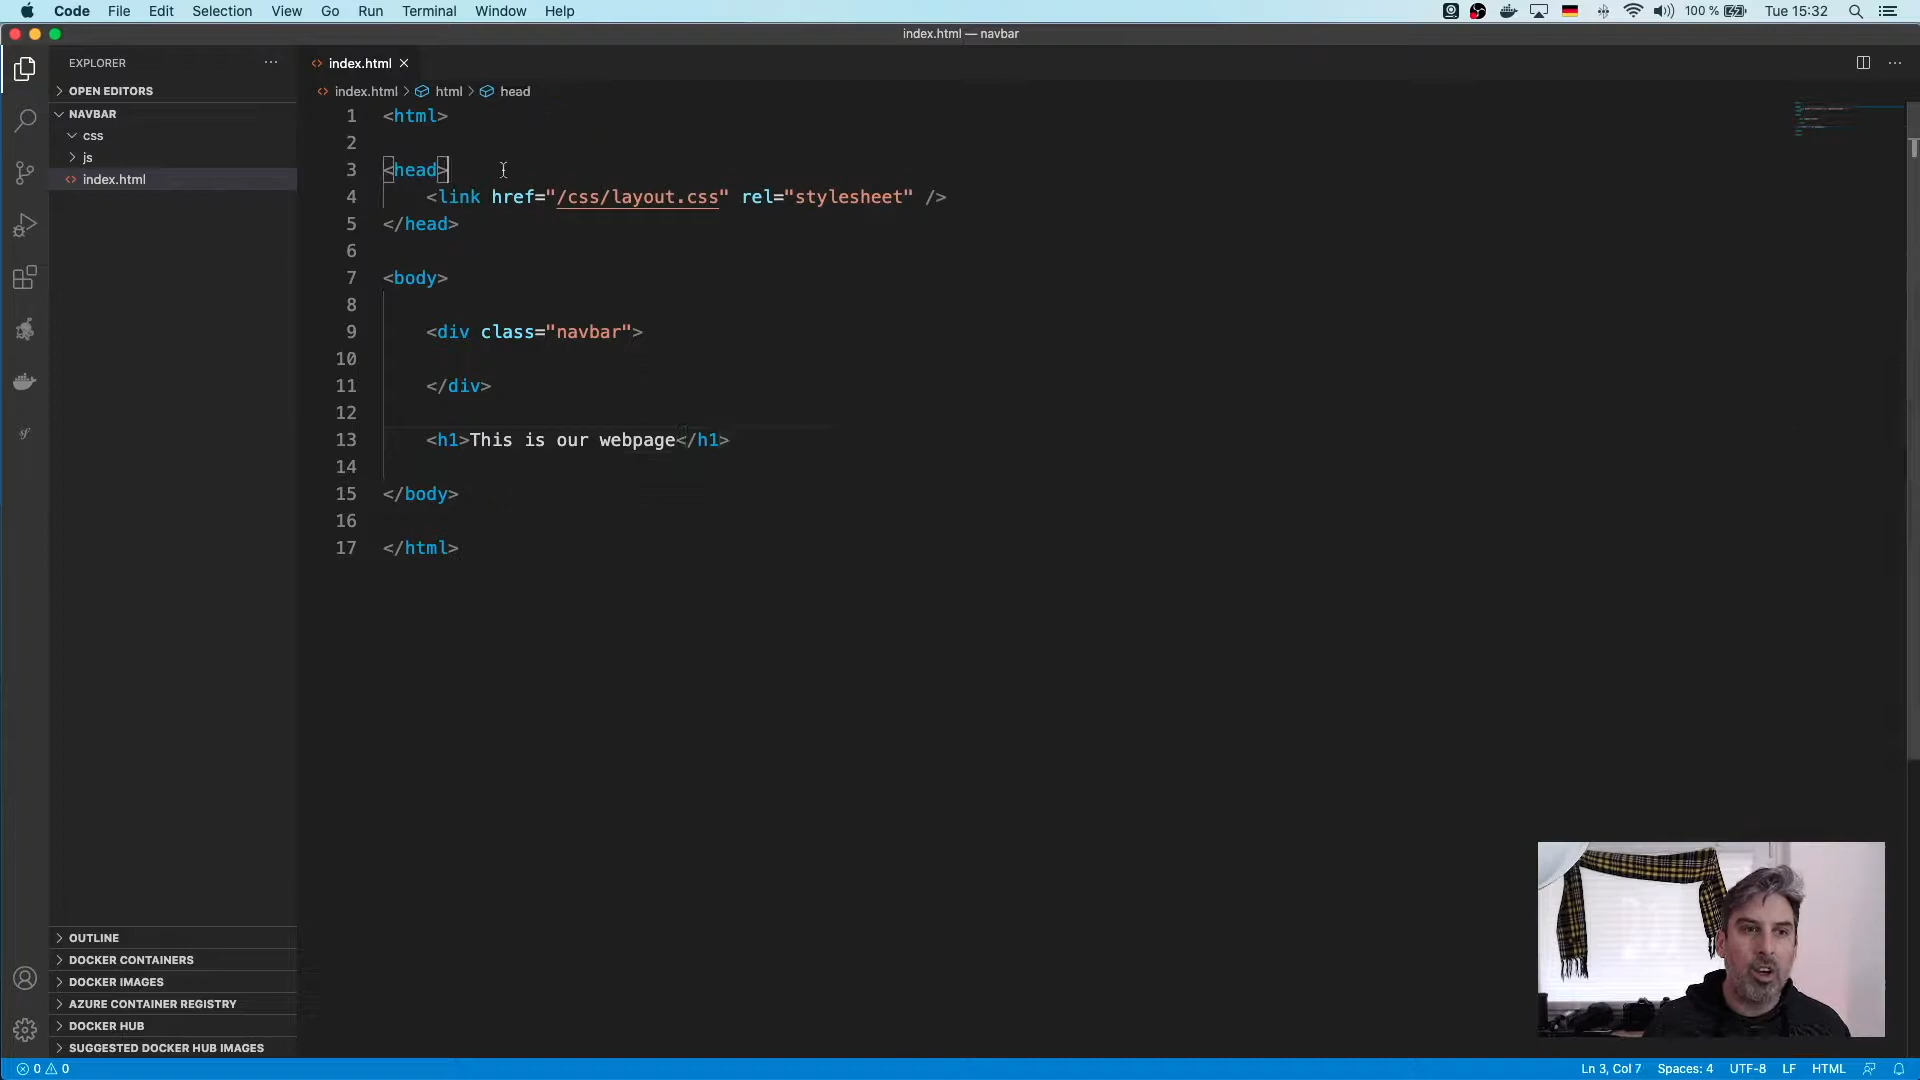 Code File Edit Selection View Go Run Terminal Window Help 100 % Tue 15:32
index.html — navbar
EXPLORER
OPEN EDITORS
NAVBAR
css
js
index.html
OUTLINE
DOCKER CONTAINERS
DOCKER IMAGES
AZURE CONTAINER REGISTRY
DOCKER HUB
SUGGESTED DOCKER HUB IMAGES
index.html
index.html > html > head
1 <html>
2
3 <head>
4 <link href="/css/layout.css" rel="stylesheet" />
5 </head>
6
7 <body>
8
9 <div class="navbar">
10
11 </div>
12
13 <h1>This is our webpage</h1>
14
15 </body>
16
17 </html>
0 0 Ln 3, Col 7 Spaces: 4 UTF-8 LF HTML